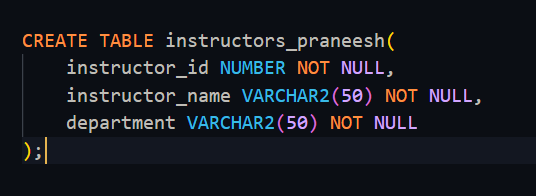 CREATE TABLE instructors_praneesh(
    instructor_id NUMBER NOT NULL,
    instructor_name VARCHAR2(50) NOT NULL,
    department VARCHAR2(50) NOT NULL
);